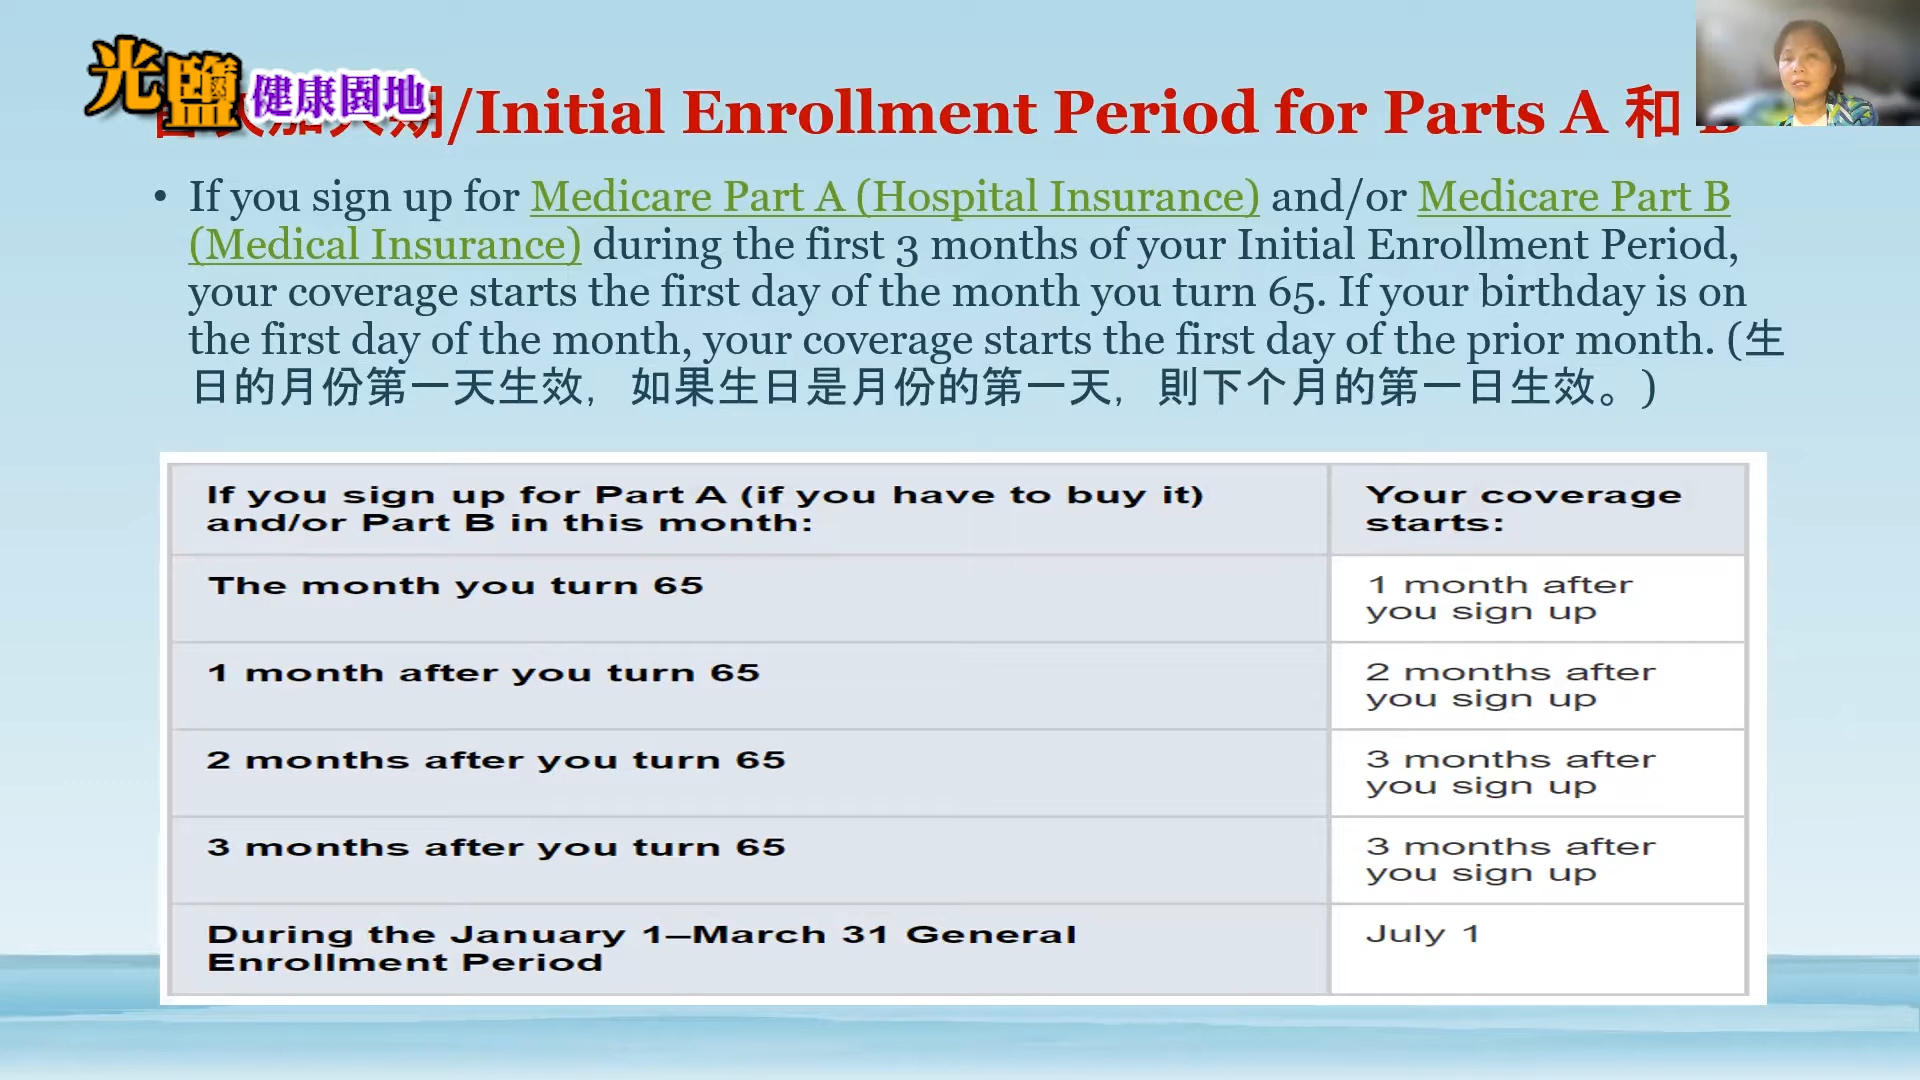 光鹽健康園地
/Initial Enrollment Period for Parts A 和
• If you sign up for Medicare Part A (Hospital Insurance) and/or Medicare Part B
(Medical Insurance) during the first 3 months of your Initial Enrollment Period,
your coverage starts the first day of the month you turn 65. If your birthday is on
the first day of the month, your coverage starts the first day of the prior month. (生
日的月份第一天生效，如果生日是月份的第一天，則下个月的第一日生效。)
If you sign up for Part A (if you have to buy it)
and/or Part B in this month:
Your coverage
starts:
The month you turn 65
1 month after
you sign up
1 month after you turn 65
2 months after
you sign up
2 months after you turn 65
3 months after
you sign up
3 months after you turn 65
3 months after
you sign up
During the January 1–March 31 General
Enrollment Period
July 1